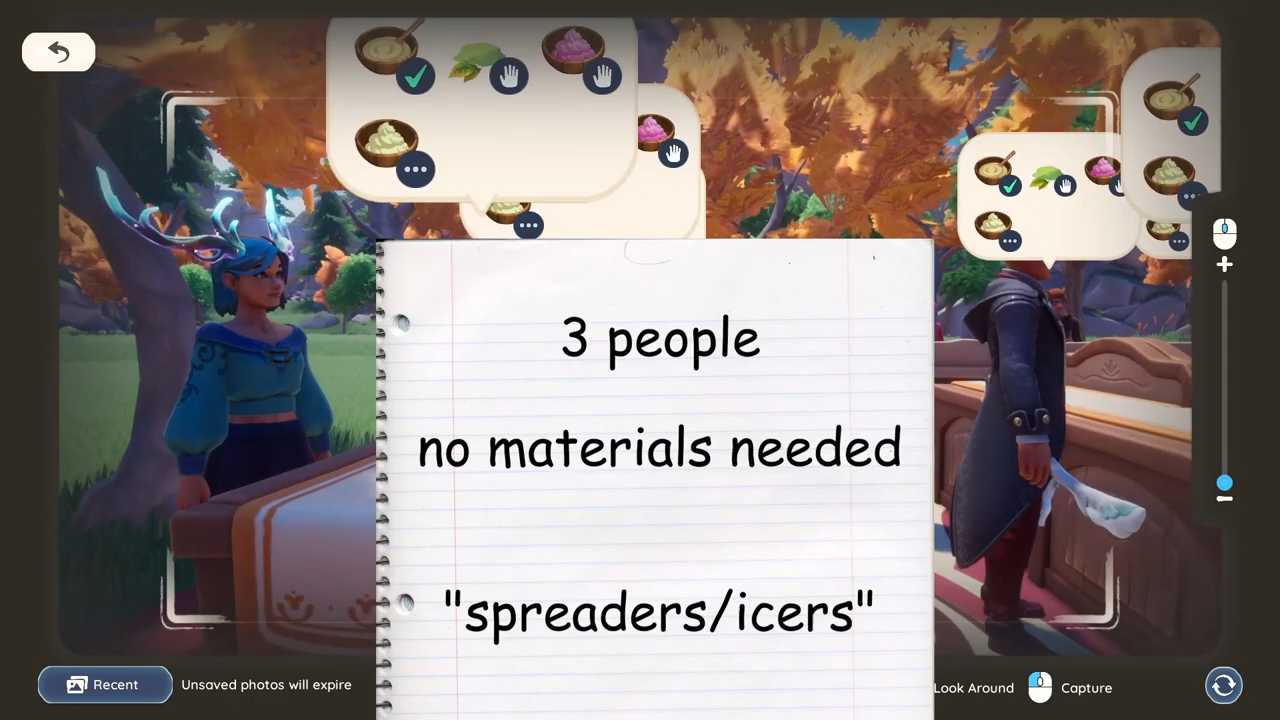 3 people
no materials needed
"spreaders/icers"
Recent
Unsaved photos will expire
Look Around
Capture